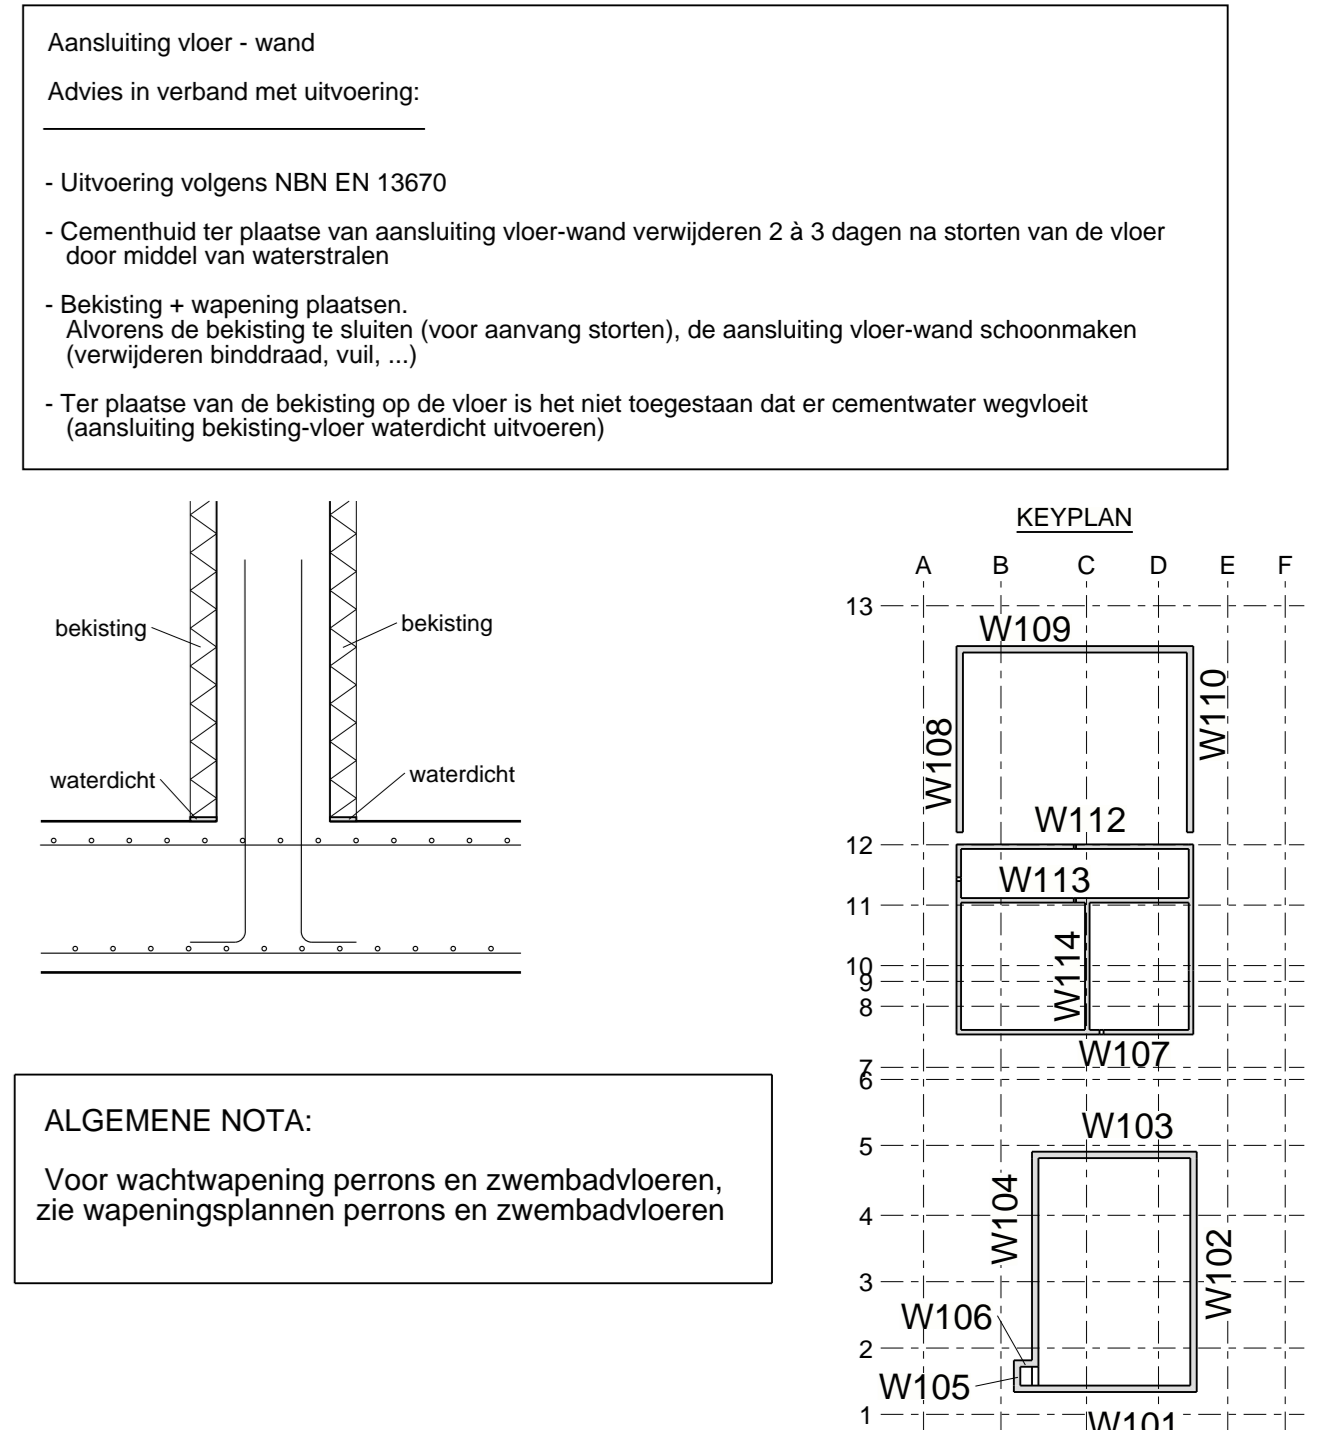 Aansluiting vloer - wand
Advies in verband met uitvoering:
- Uitvoering volgens NBN EN 13670
- Cementhuid ter plaatse van aansluiting vloer-wand verwijderen 2 à 3 dagen na storten van de vloer
door middel van waterstralen
- Bekisting + wapening plaatsen.
Alvorens de bekisting te sluiten (voor aanvang storten), de aansluiting vloer-wand schoonmaken
(verwijderen binddraad, vuil, ...)
- Ter plaatse van de bekisting op de vloer is het niet toegestaan dat er cementwater wegvloeit
(aansluiting bekisting-vloer waterdicht uitvoeren)
bekisting
bekisting
waterdicht
waterdicht
ALGEMENE NOTA:
Voor wachtwapening perrons en zwembadvloeren,
zie wapeningsplannen perrons en zwembadvloeren
KEYPLAN
A B C D E F
13
W109
W110
W108
W112
12
W113
11
W114
10
9
8
W107
7
6
W103
5
W104
4
W102
3
W106
2
W105
1
W101